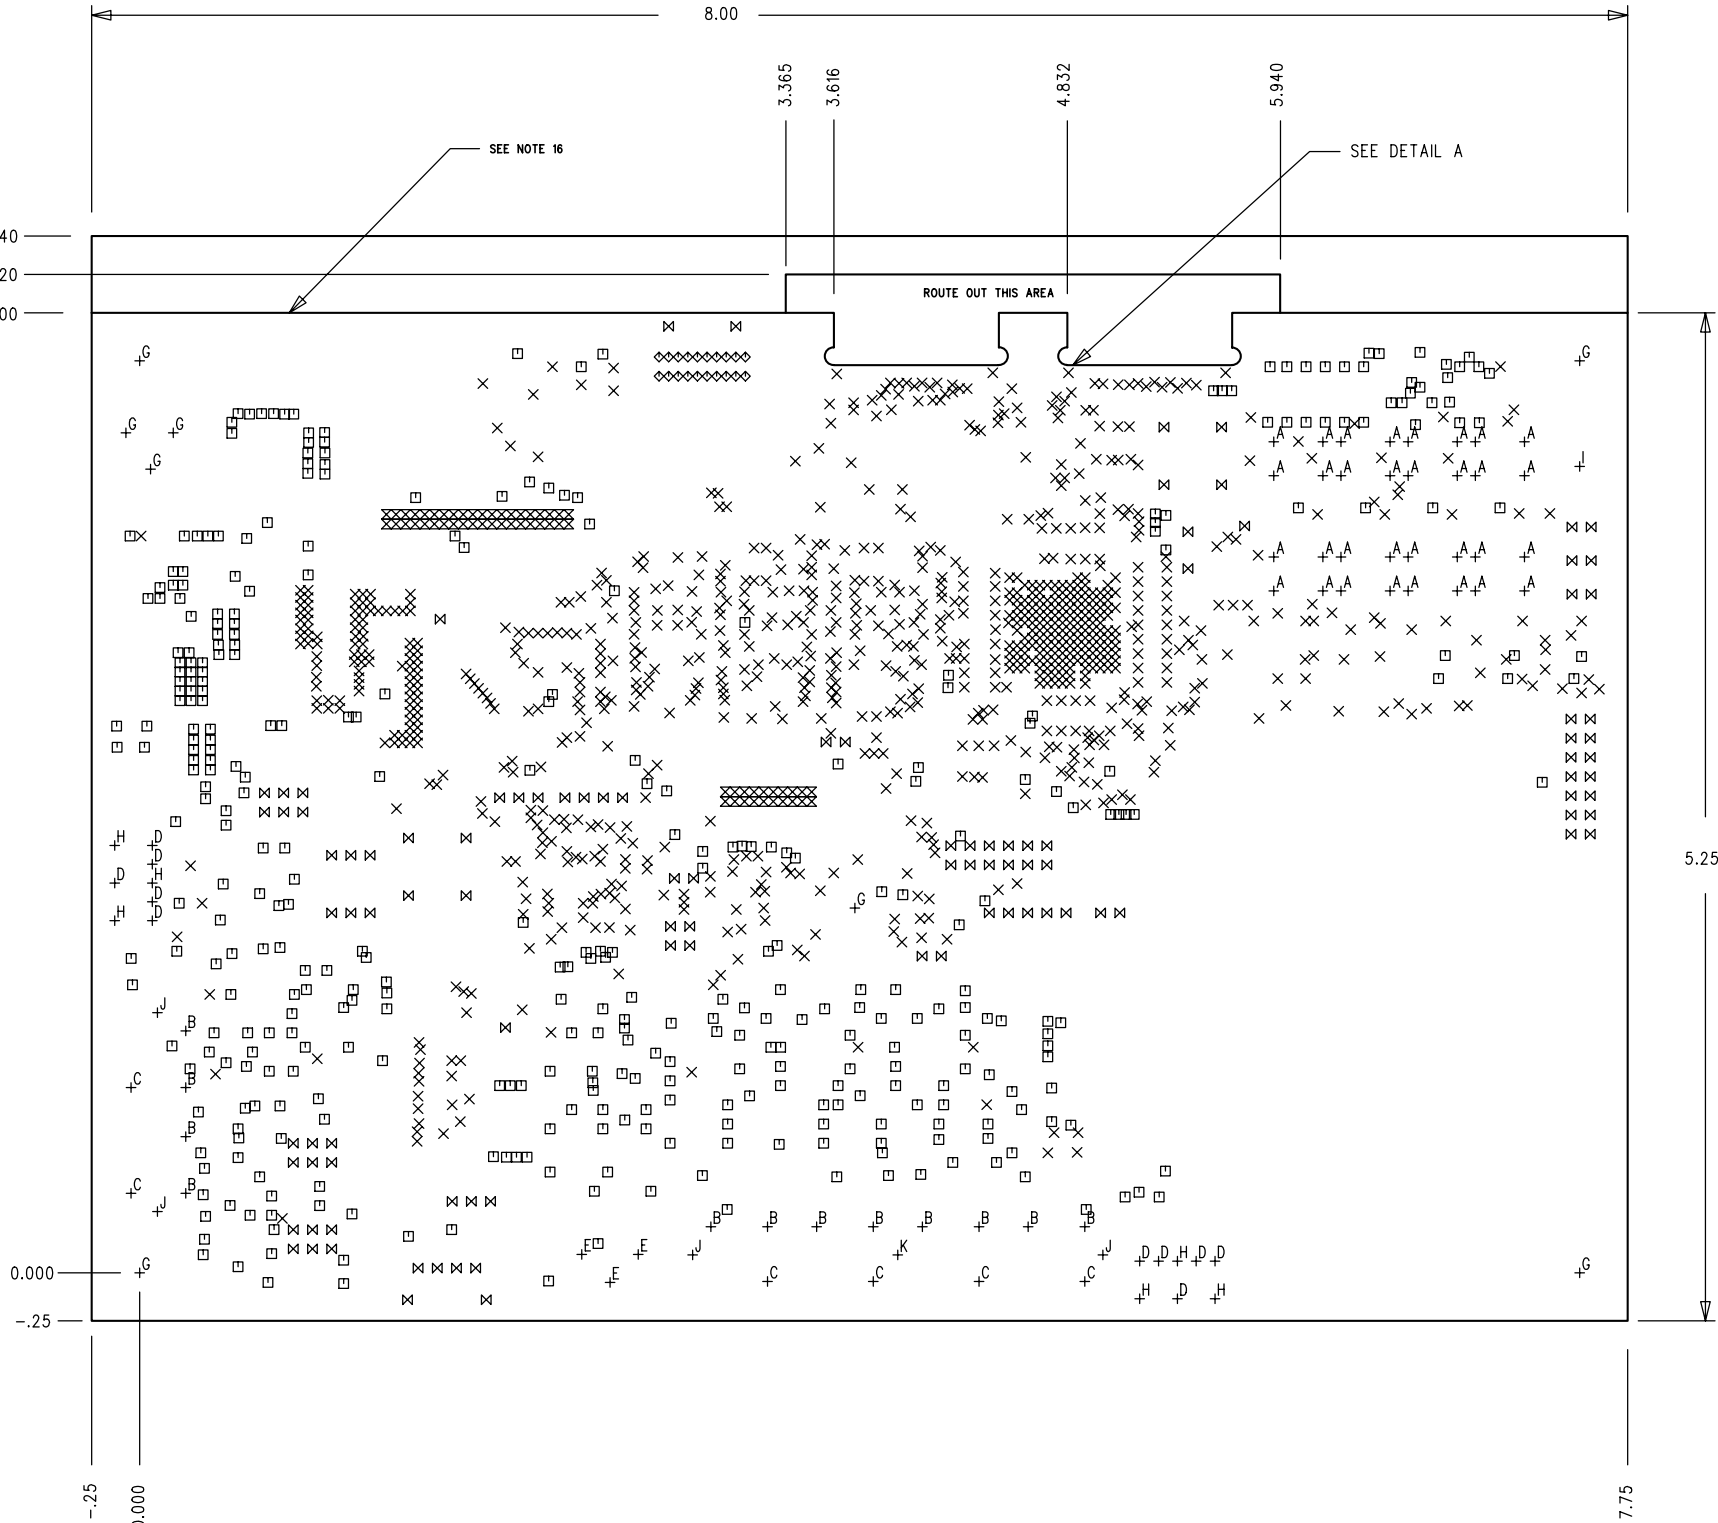 8.00
3.365
3.616
4.832
5.940
SEE NOTE 16
SEE DETAIL A
40
20
00
ROUTE OUT THIS AREA
G G
G G
G
I
A A A A A A A A
A A A A A A A A
A A A A A A A A
A A A A A A A A
5.25
H D
D
D H
D
H D
G
J
B
C B
B
C B
J
B B B B B B B B
E E J K J
D D H D D
0.000
G
E C C C C
G
H D H
-.25
-.25
0.000
7.75